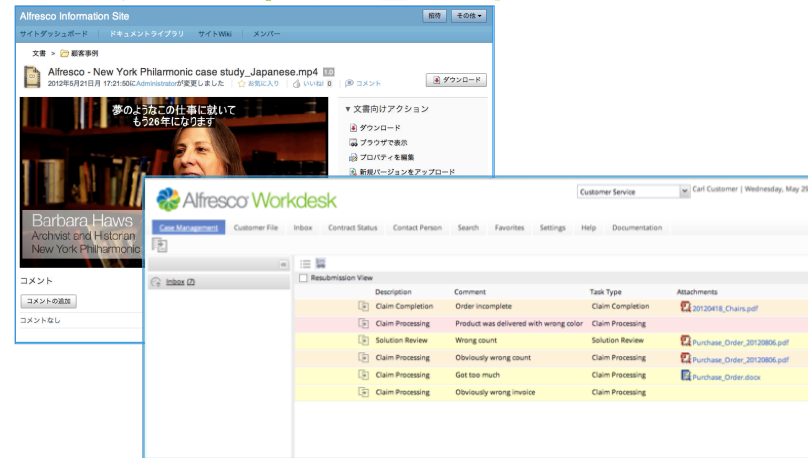 Alfresco Information Site
招待 その他
サイトダッシュボード ドキュメントライブラリ サイトWiki メンバー
文書 > 顧客事例
Alfresco - New York Philarmonic case study_Japanese.mp4 1.0
2012年5月21日月 17:21:50にAdministratorが変更しました お気に入り いいね! 0 コメント
ダウンロード
夢のようなこの仕事に就いて
もう26年になります
Barbara Haws
Archivist and Historian
New York Philharmonic
コメント
コメントの追加
コメントなし
文書向けアクション
ダウンロード
ブラウザで表示
プロパティを編集
新規バージョンをアップロード
Alfresco Workdesk
Customer Service Carl Customer | Wednesday, May 29
Case Management Customer File Inbox Contract Status Contact Person Search Favorites Settings Help Documentation
Inbox (7)
Resubmission View
Description Comment Task Type Attachments
Claim Completion Order incomplete Claim Completion 20120418_Chairs.pdf
Claim Processing Product was delivered with wrong color Claim Processing
Solution Review Wrong count Solution Review Purchase_Order_20120806.pdf
Claim Processing Obviously wrong count Claim Processing Purchase_Order_20120806.pdf
Claim Processing Got too much Claim Processing Purchase_Order.docx
Claim Processing Obviously wrong invoice Claim Processing